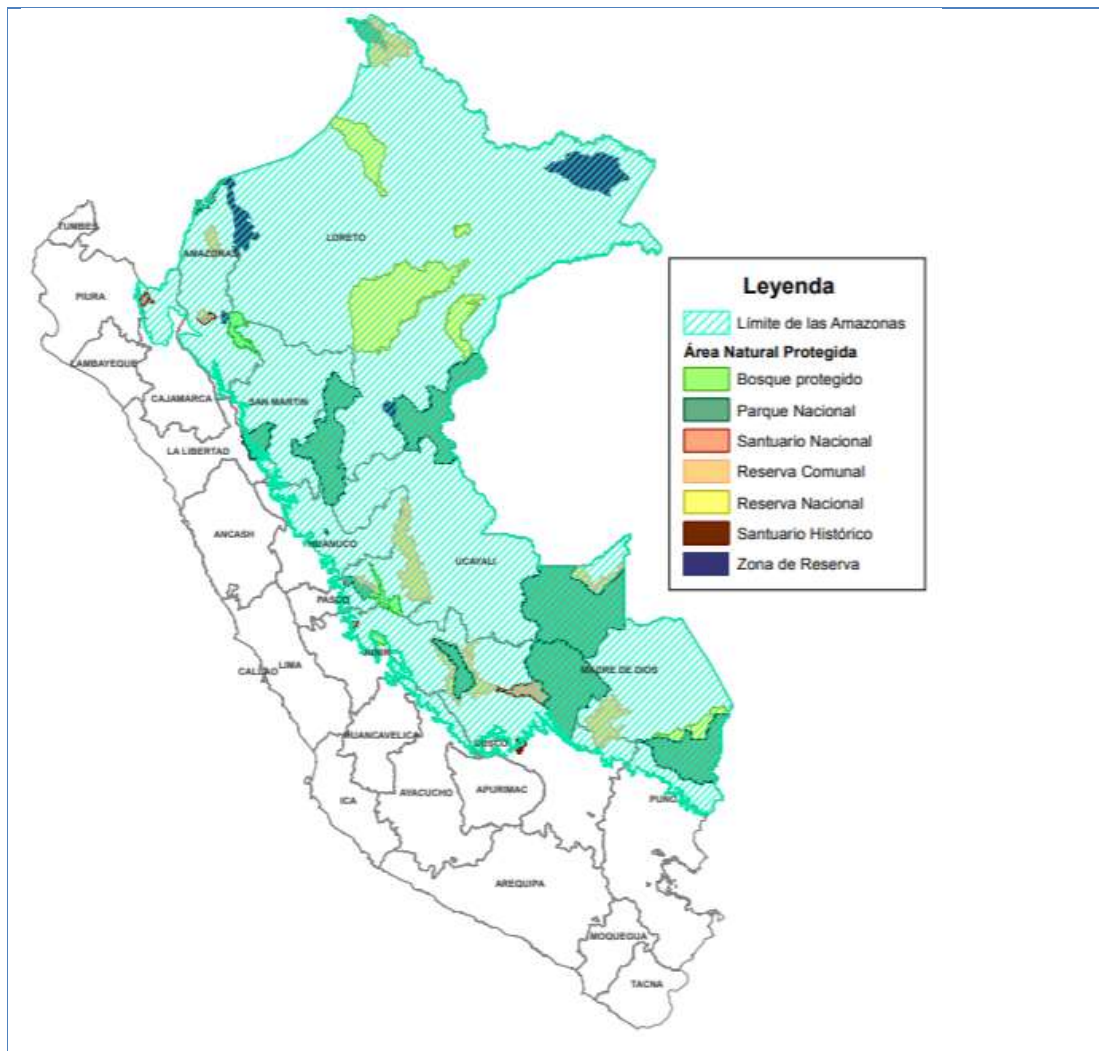 TUMBES
LORETO
AMAZONAS
PIURA
LAMBAYEQUE
CAJAMARCA
SAN MARTIN
LA LIBERTAD
ANCASH
HUANUCO
UCAYALI
PASCO
JUNIN
LIMA
CALLAO
MADRE DE DIOS
HUANCAVELICA
CUSCO
ICA
AYACUCHO
APURIMAC
PUNO
AREQUIPA
MOQUEGUA
TACNA
Leyenda
Límite de las Amazonas
Área Natural Protegida
Bosque protegido
Parque Nacional
Santuario Nacional
Reserva Comunal
Reserva Nacional
Santuario Histórico
Zona de Reserva